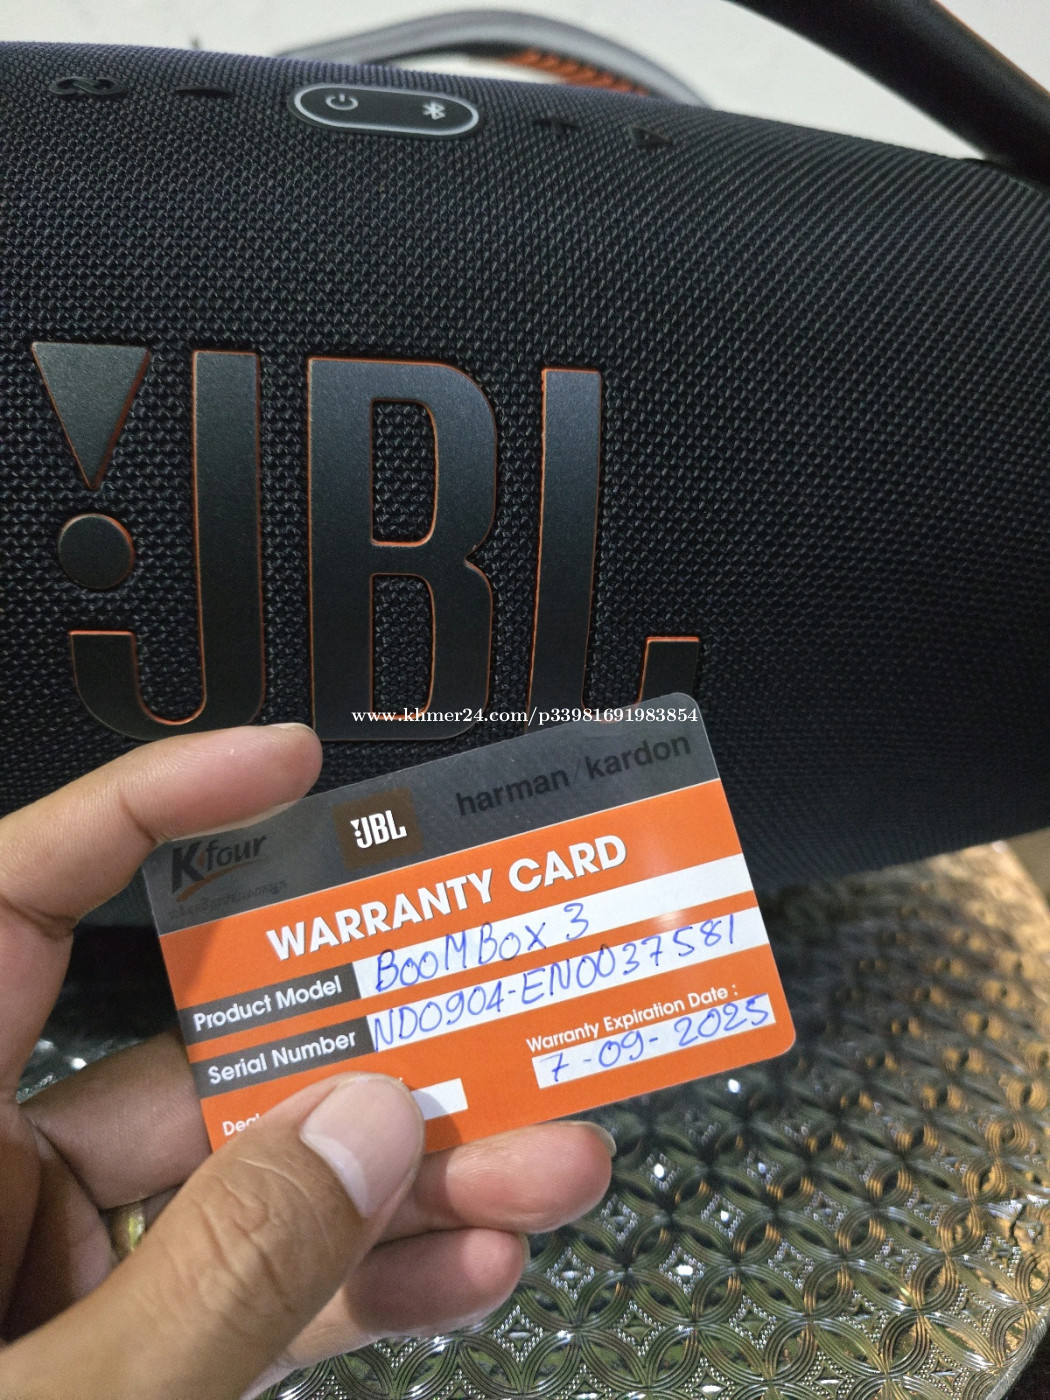 JBL
www.khmer24.com/p33981691983854
harman/kardon
K four
JBL
WARRANTY CARD
Product Model BOOMBOX 3
Serial Number ND0904-EN0037581
Warranty Expiration Date :
7-09-2025